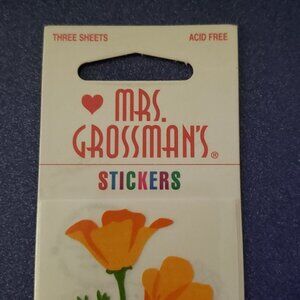 THREE SHEETS ACID FREE
MRS.
GROSSMAN'S®
STICKERS